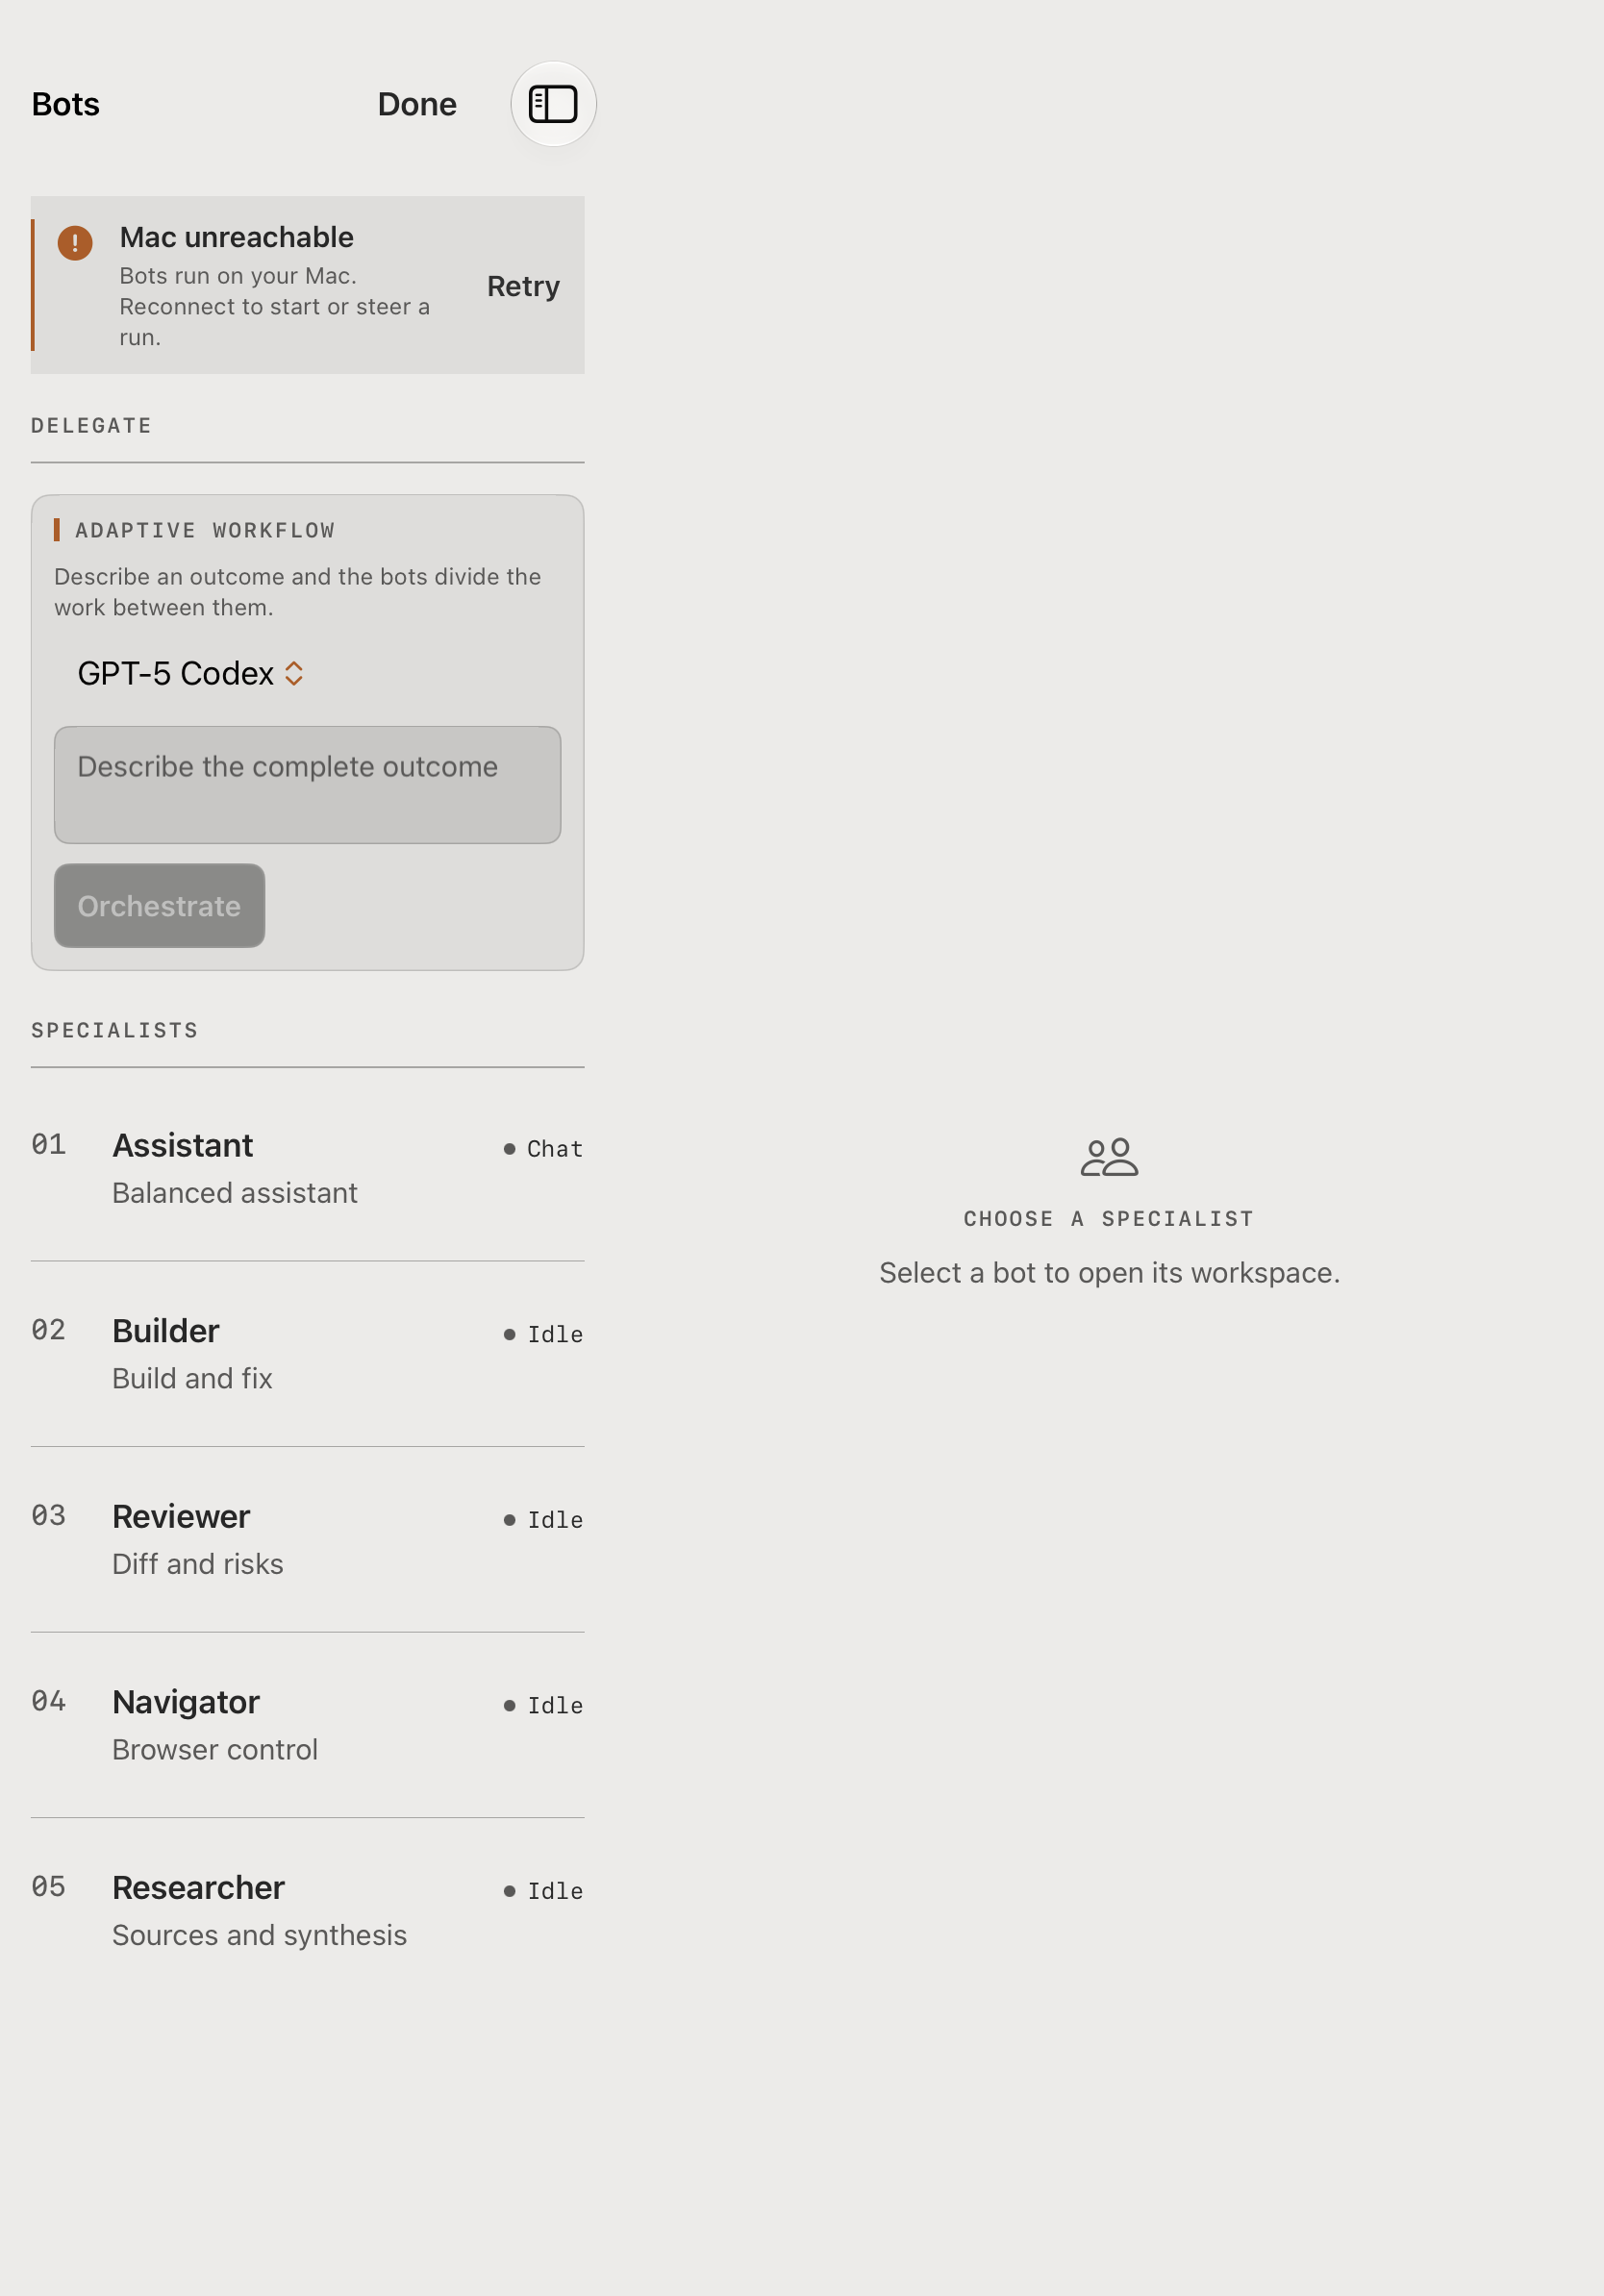 Bots
Done
Mac unreachable
Bots run on your Mac.
Reconnect to start or steer a
run.
Retry
DELEGATE
ADAPTIVE WORKFLOW
Describe an outcome and the bots divide the
work between them.
GPT-5 Codex
Describe the complete outcome
Orchestrate
SPECIALISTS
01 Assistant Chat
Balanced assistant
02 Builder Idle
Build and fix
03 Reviewer Idle
Diff and risks
04 Navigator Idle
Browser control
05 Researcher Idle
Sources and synthesis
CHOOSE A SPECIALIST
Select a bot to open its workspace.